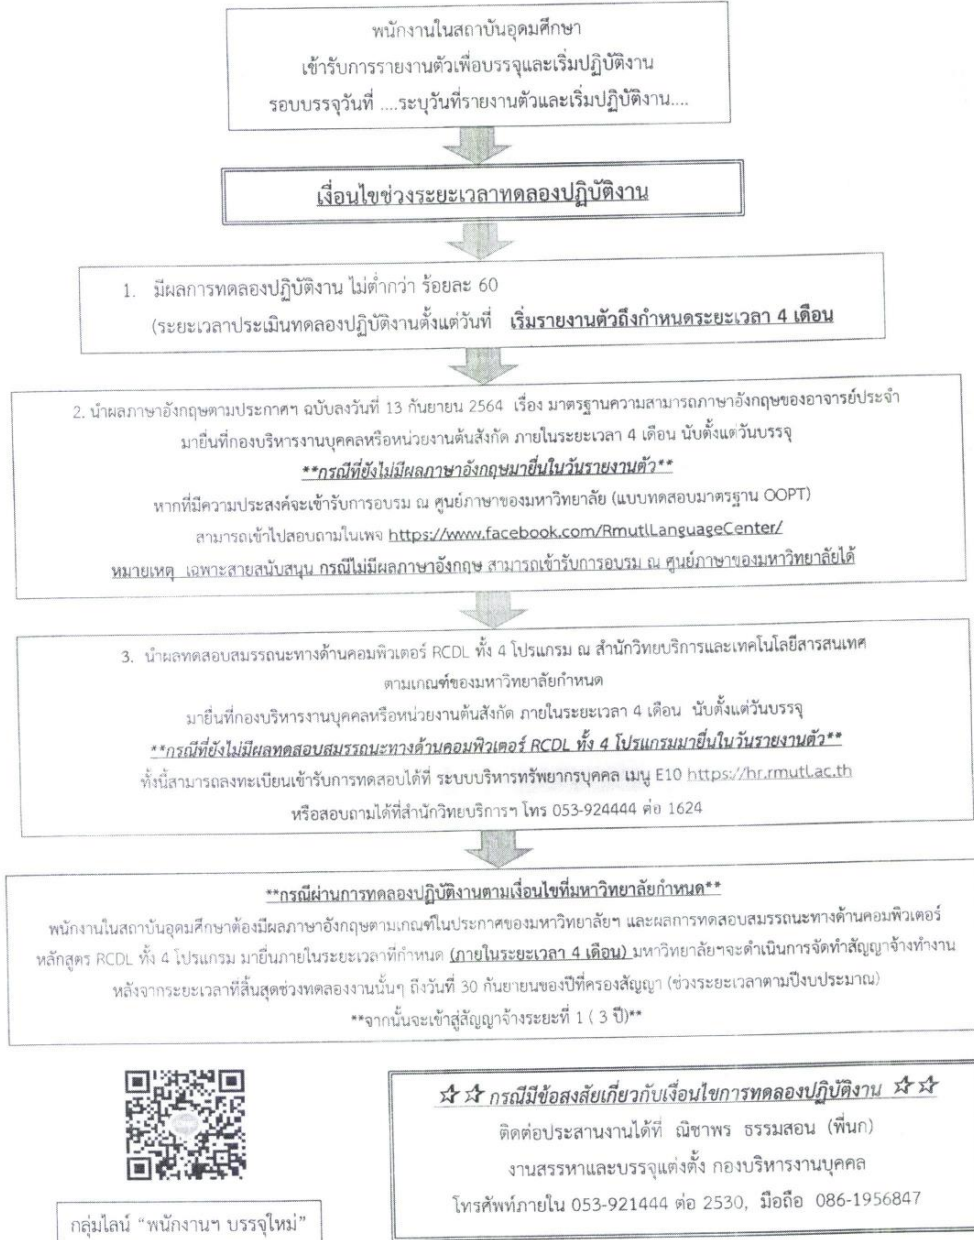 พนักงานในสถาบันอุดมศึกษา
เข้ารับการรายงานตัวเพื่อบรรจุและเริ่มปฏิบัติงาน
รอบบรรจุวันที่ ....ระบุวันที่รายงานตัวและเริ่มปฏิบัติงาน....
เงื่อนไขช่วงระยะเวลาทดลองปฏิบัติงาน
1. มีผลการทดลองปฏิบัติงาน ไม่ต่ำกว่า ร้อยละ 60
(ระยะเวลาประเมินทดลองปฏิบัติงานตั้งแต่วันที่ เริ่มรายงานตัวถึงกำหนดระยะเวลา 4 เดือน
2. นำผลภาษาอังกฤษตามประกาศฯ ฉบับลงวันที่ 13 กันยายน 2564 เรื่อง มาตรฐานความสามารถภาษาอังกฤษของอาจารย์ประจำ
มายื่นที่กองบริหารงานบุคคลหรือหน่วยงานต้นสังกัด ภายในระยะเวลา 4 เดือน นับตั้งแต่วันบรรจุ
**กรณีที่ยังไม่มีผลภาษาอังกฤษมายื่นในวันรายงานตัว**
หากที่มีความประสงค์จะเข้ารับการอบรม ณ ศูนย์ภาษาของมหาวิทยาลัย (แบบทดสอบมาตรฐาน OOPT)
สามารถเข้าไปสอบถามในเพจ https://www.facebook.com/RmutlLanguageCenter/
หมายเหตุ เฉพาะสายสนับสนุน กรณีไม่มีผลภาษาอังกฤษ สามารถเข้ารับการอบรม ณ ศูนย์ภาษาของมหาวิทยาลัยได้
3. นำผลทดสอบสมรรถนะทางด้านคอมพิวเตอร์ RCDL ทั้ง 4 โปรแกรม ณ สำนักวิทยบริการและเทคโนโลยีสารสนเทศ
ตามเกณฑ์ของมหาวิทยาลัยกำหนด
มายื่นที่กองบริหารงานบุคคลหรือหน่วยงานต้นสังกัด ภายในระยะเวลา 4 เดือน นับตั้งแต่วันบรรจุ
**กรณีที่ยังไม่มีผลทดสอบสมรรถนะทางด้านคอมพิวเตอร์ RCDL ทั้ง 4 โปรแกรมมายื่นในวันรายงานตัว**
ทั้งนี้สามารถลงทะเบียนเข้ารับการทดสอบได้ที่ ระบบบริหารทรัพยากรบุคคล เมนู E10 https://hr.rmutl.ac.th
หรือสอบถามได้ที่สำนักวิทยบริการฯ โทร 053-924444 ต่อ 1624
**กรณีผ่านการทดลองปฏิบัติงานตามเงื่อนไขที่มหาวิทยาลัยกำหนด**
พนักงานในสถาบันอุดมศึกษาต้องมีผลภาษาอังกฤษตามเกณฑ์ในประกาศของมหาวิทยาลัยฯ และผลการทดสอบสมรรถนะทางด้านคอมพิวเตอร์
หลักสูตร RCDL ทั้ง 4 โปรแกรม มายื่นภายในระยะเวลาที่กำหนด (ภายในระยะเวลา 4 เดือน) มหาวิทยาลัยฯจะดำเนินการจัดทำสัญญาจ้างทำงาน
หลังจากระยะเวลาที่สิ้นสุดช่วงทดลองงานนั้นๆ ถึงวันที่ 30 กันยายนของปีที่ครองสัญญา (ช่วงระยะเวลาตามปีงบประมาณ)
**จากนั้นจะเข้าสู่สัญญาจ้างระยะที่ 1 ( 3 ปี)**
กลุ่มไลน์ “พนักงานฯ บรรจุใหม่”
กรณีมีข้อสงสัยเกี่ยวกับเงื่อนไขการทดลองปฏิบัติงาน
ติดต่อประสานงานได้ที่ ณิชาพร ธรรมสอน (พี่นก)
งานสรรหาและบรรจุแต่งตั้ง กองบริหารงานบุคคล
โทรศัพท์ภายใน 053-921444 ต่อ 2530, มือถือ 086-1956847